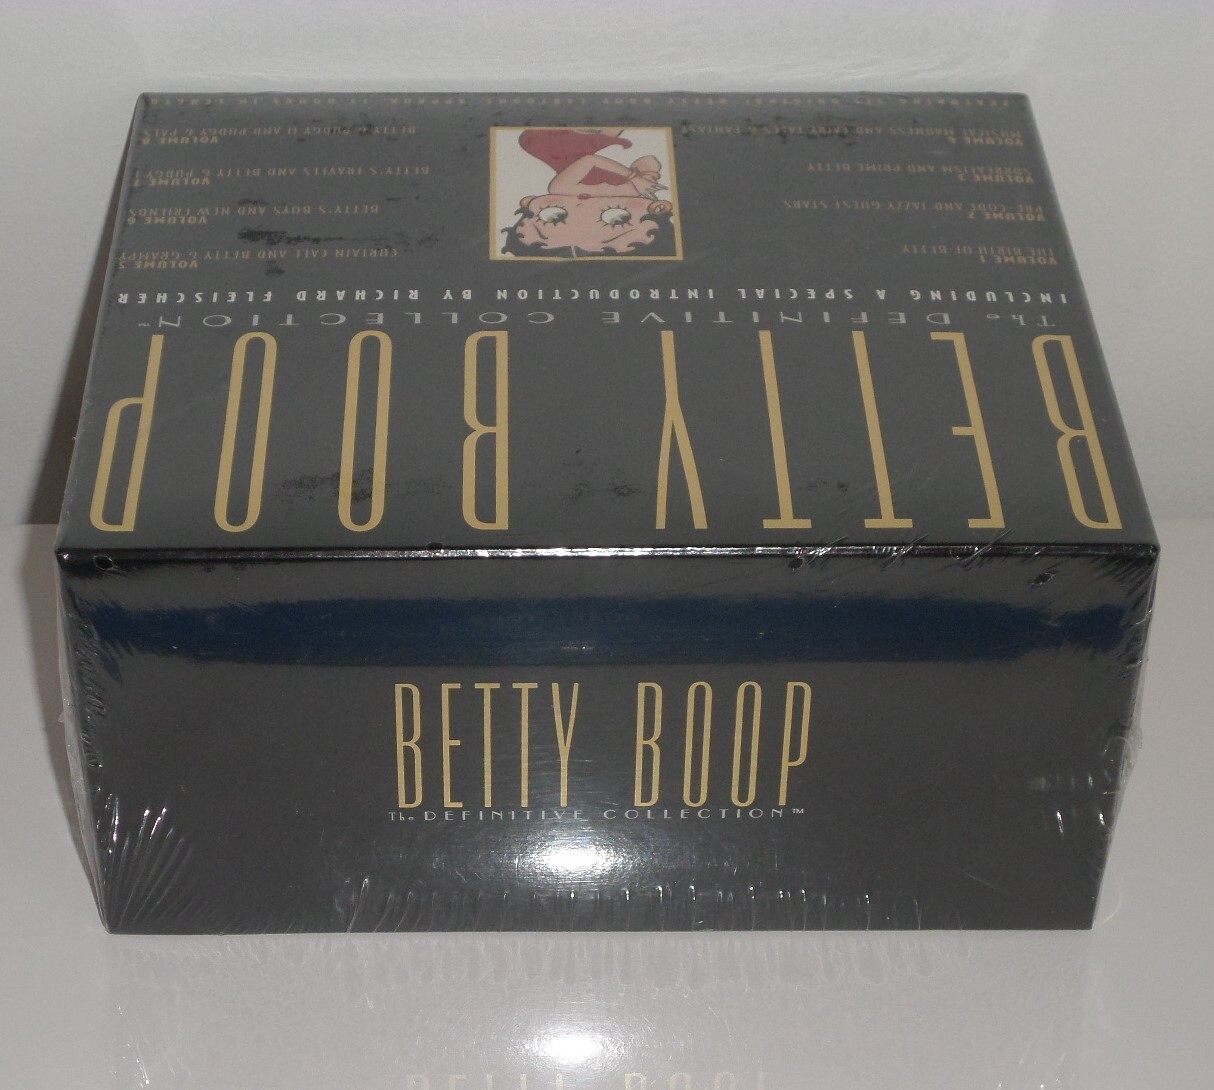 BETTY BOOP
The DEFINITIVE COLLECTION™
INCLUDING A SPECIAL INTRODUCTION BY RICHARD FLEISCHER
VOLUME 1
THE BIRTH OF BETTY
VOLUME 2
PRE-CODE AND JAZZY GUEST STARS
VOLUME 3
SURREALISM AND PRIME BETTY
VOLUME 4
MUSICAL MADNESS AND FAIRY TALES & FANTASY
VOLUME 5
CURTAIN CALL AND BETTY & GRAMPY
VOLUME 6
BETTY'S BOYS AND NEW FRIENDS
VOLUME 7
BETTY'S TRAVELS AND BETTY & PUDGY I
VOLUME 8
BETTY & PUDGY II AND PUDGY & PALS
BETTY BOOP
The DEFINITIVE COLLECTION™